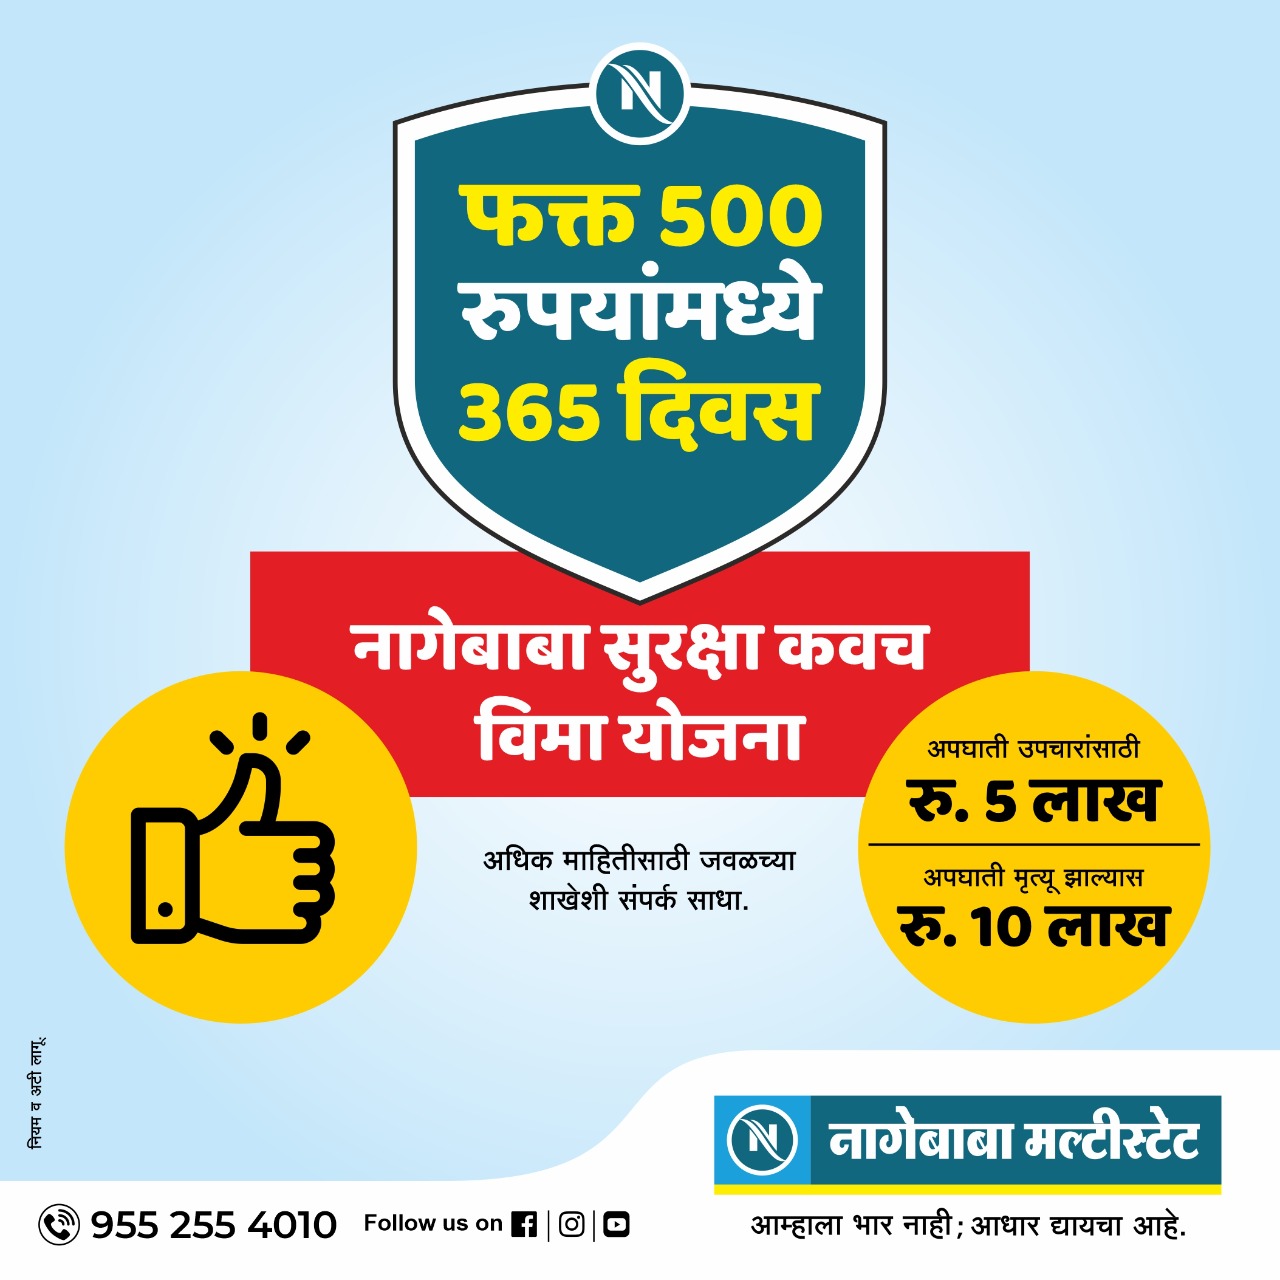 N
फक्त 500
रुपयांमध्ये
365 दिवस
नागेबाबा सुरक्षा कवच
विमा योजना
अपघाती उपचारांसाठी
रु. 5 लाख
अपघाती मृत्यू झाल्यास
रु. 10 लाख
अधिक माहितीसाठी जवळच्या
शाखेशी संपर्क साधा.
नियम व अटी लागू.
N नागेबाबा मल्टीस्टेट
955 255 4010 Follow us on
आम्हाला भार नाही; आधार द्यायचा आहे.